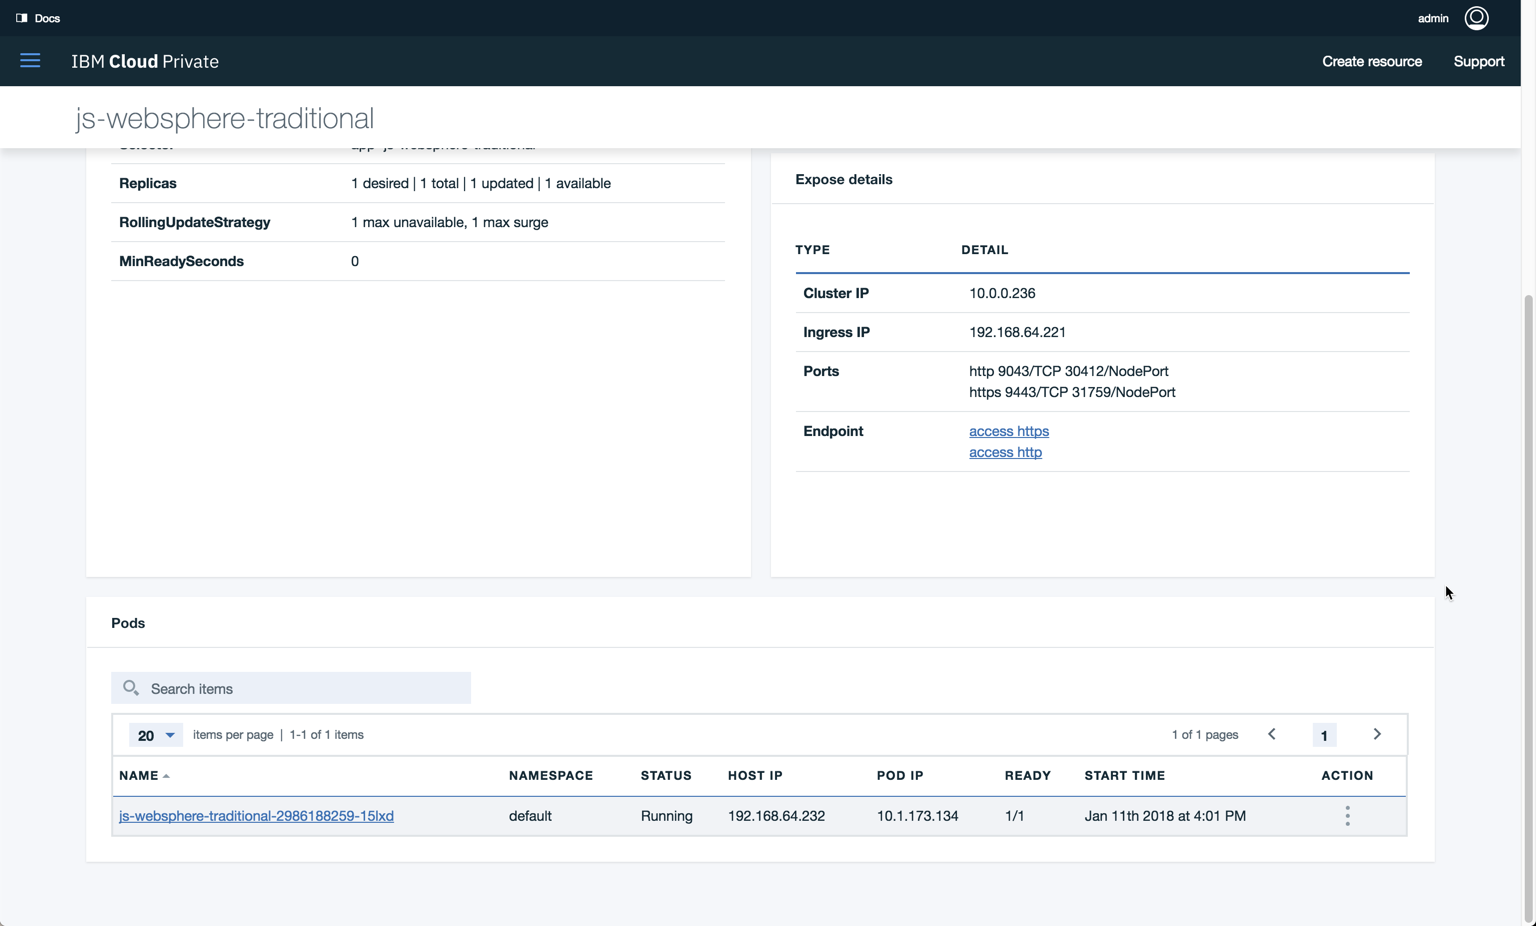 Docs
admin
IBM Cloud Private
Create resource
Support
js-websphere-traditional
Replicas
1 desired | 1 total | 1 updated | 1 available
RollingUpdateStrategy
1 max unavailable, 1 max surge
MinReadySeconds
0
Expose details
TYPE
DETAIL
Cluster IP
10.0.0.236
Ingress IP
192.168.64.221
Ports
http 9043/TCP 30412/NodePort
https 9443/TCP 31759/NodePort
Endpoint
access https
access http
Pods
Search items
20
items per page | 1-1 of 1 items
1 of 1 pages
1
NAME
NAMESPACE
STATUS
HOST IP
POD IP
READY
START TIME
ACTION
js-websphere-traditional-2986188259-15lxd
default
Running
192.168.64.232
10.1.173.134
1/1
Jan 11th 2018 at 4:01 PM